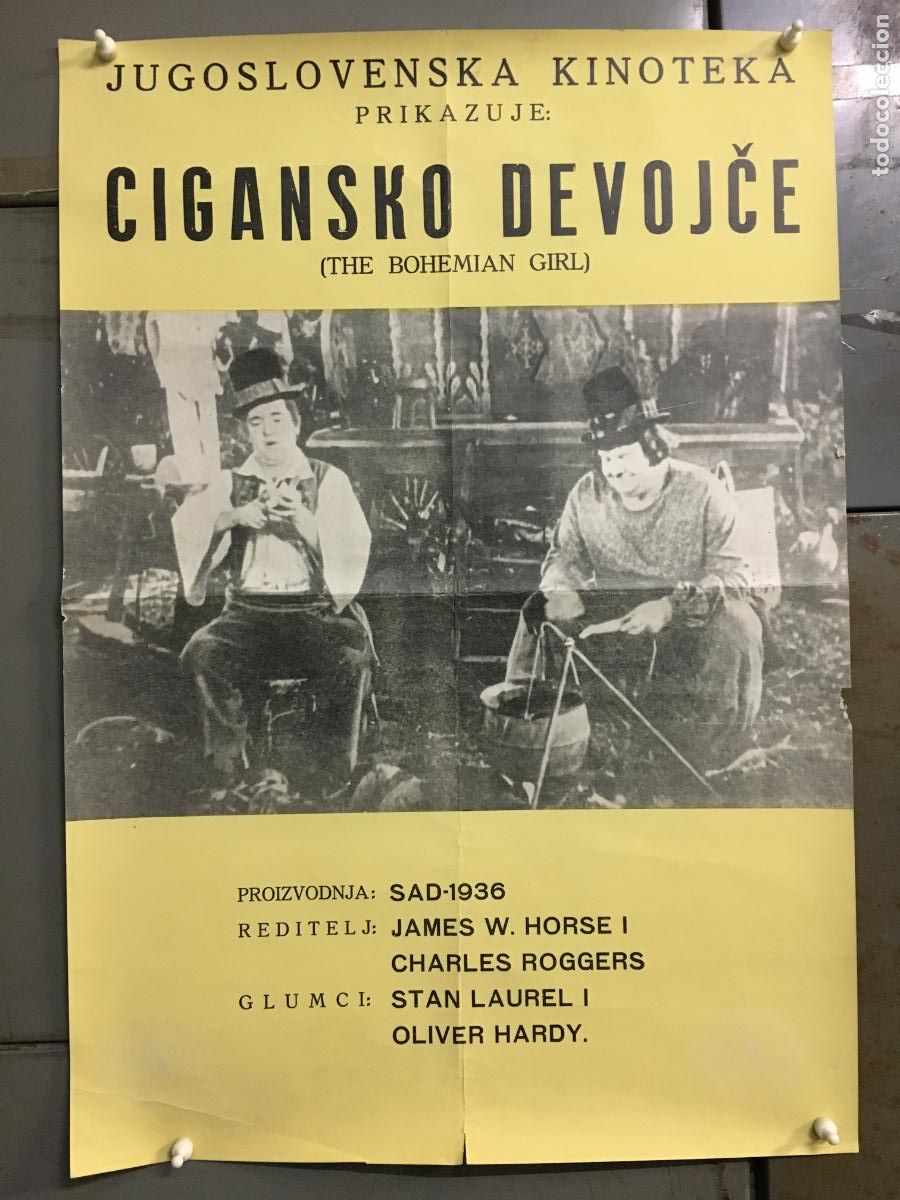 JUGOSLOVENSKA KINOTEKA
PRIKAZUJE:
CIGANSKO DEVOJČE
(THE BOHEMIAN GIRL)
PROIZVODNJA: SAD-1936
REDITELJ: JAMES W. HORSE I
CHARLES ROGGERS
GLUMCI: STAN LAUREL I
OLIVER HARDY.
todocoleccion